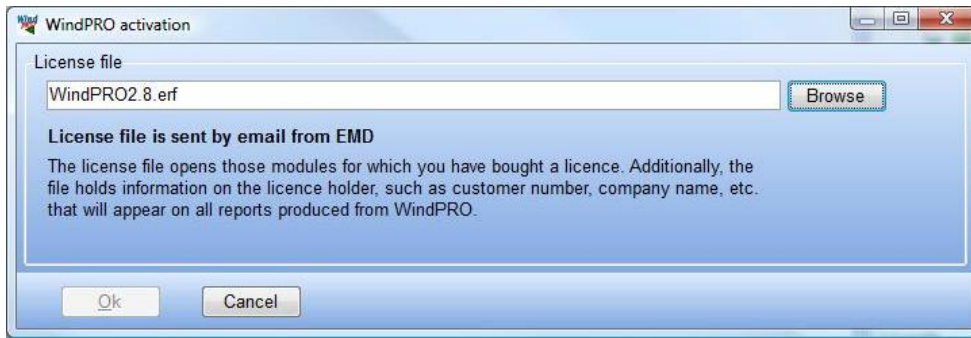 WindPRO activation
License file
WindPRO2.8.erf
Browse
License file is sent by email from EMD
The license file opens those modules for which you have bought a licence. Additionally, the
file holds information on the licence holder, such as customer number, company name, etc.
that will appear on all reports produced from WindPRO.
Ok
Cancel